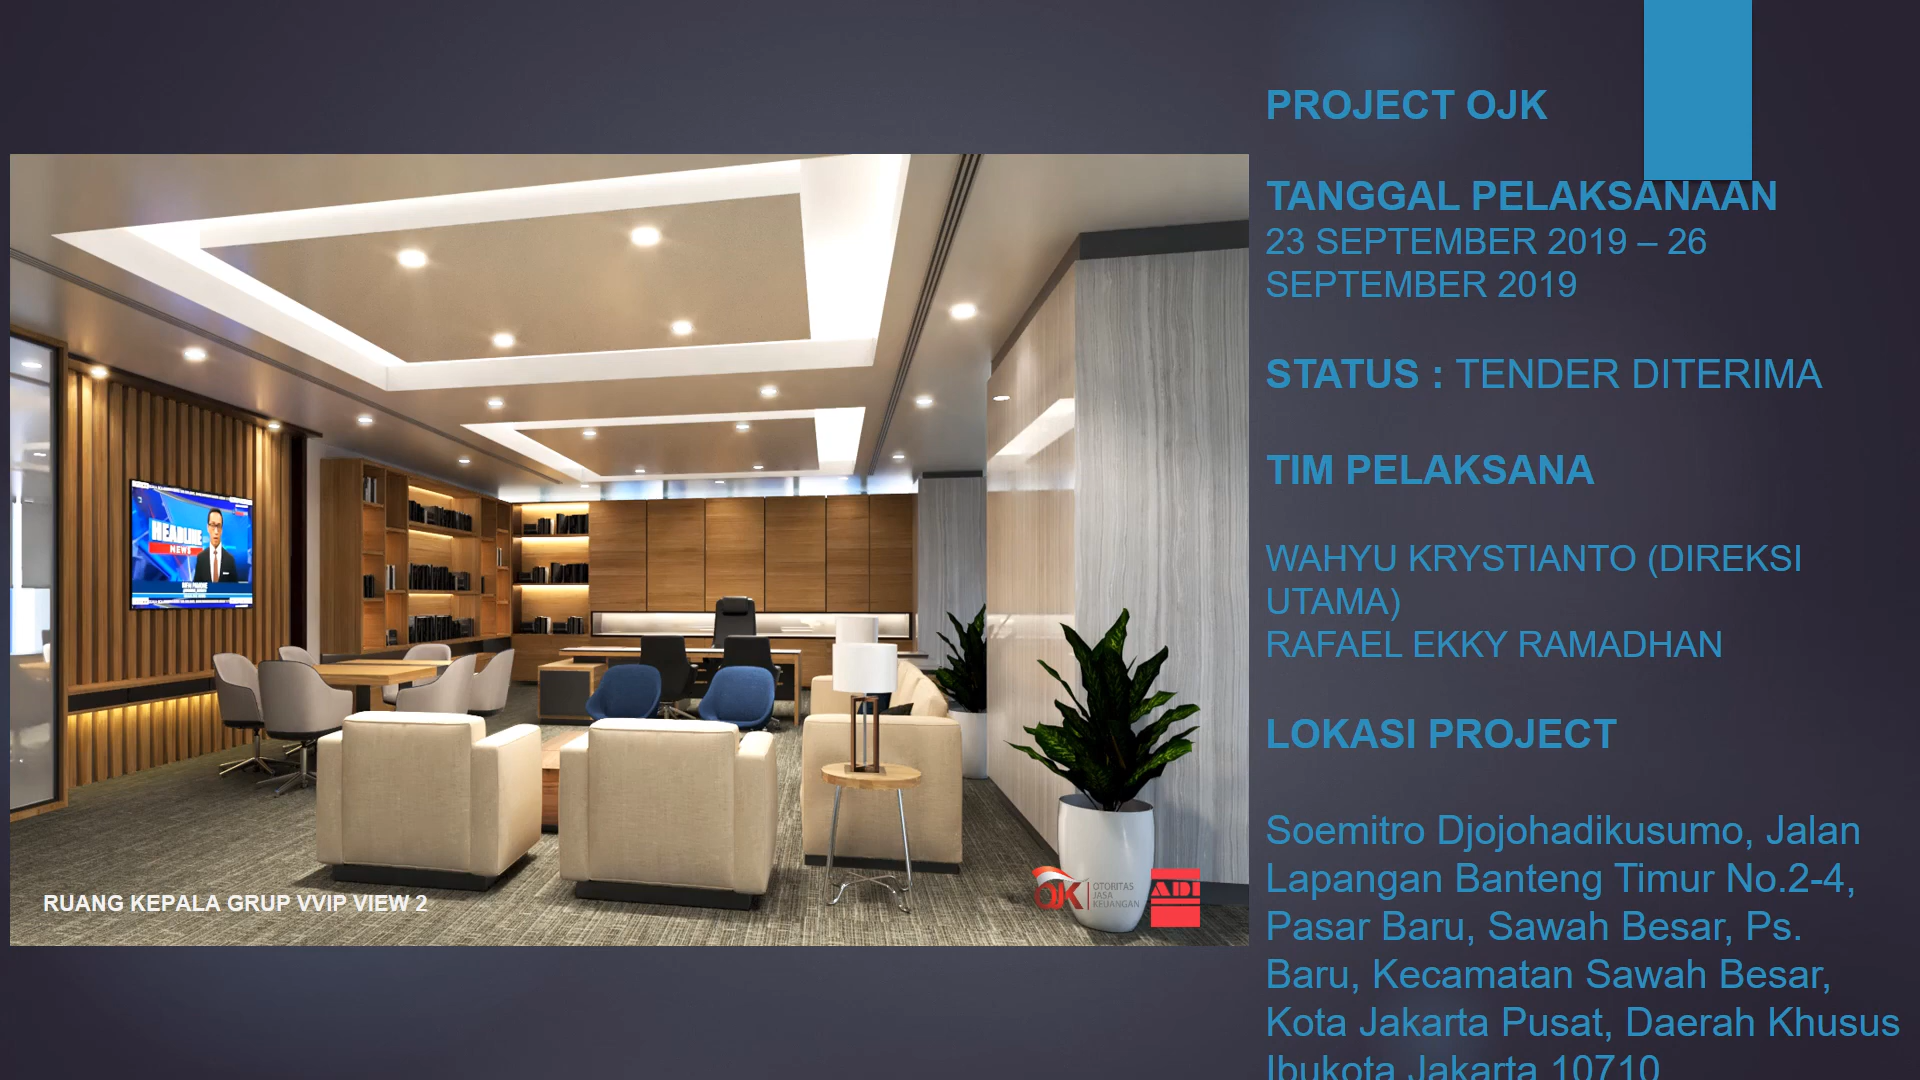 PROJECT OJK
TANGGAL PELAKSANAAN
23 SEPTEMBER 2019 – 26
SEPTEMBER 2019
STATUS : TENDER DITERIMA
TIM PELAKSANA
WAHYU KRYSTIANTO (DIREKSI
UTAMA)
RAFAEL EKKY RAMADHAN
LOKASI PROJECT
Soemitro Djojohadikusumo, Jalan
Lapangan Banteng Timur No.2-4,
Pasar Baru, Sawah Besar, Ps.
Baru, Kecamatan Sawah Besar,
Kota Jakarta Pusat, Daerah Khusus
Ibukota Jakarta 10710
HEADLINE
NEWS
RUANG KEPALA GRUP VVIP VIEW 2
OJK
OTORITAS
JASA
KEUANGAN
ADI